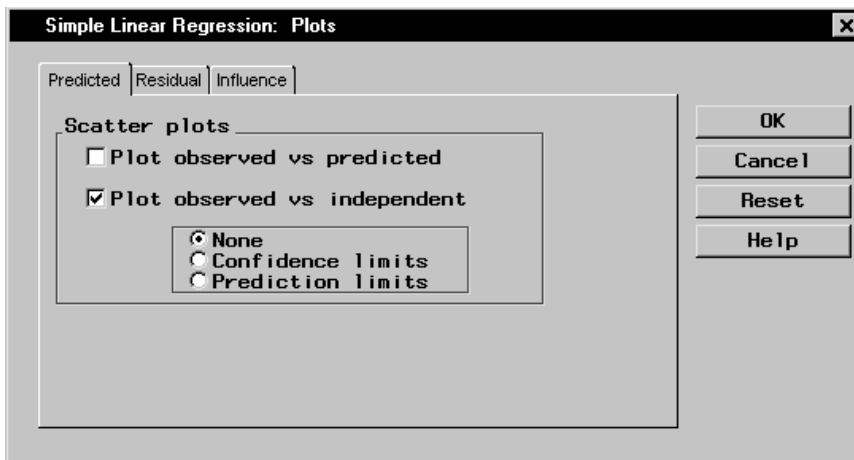 Simple Linear Regression: Plots
Predicted Residual Influence
Scatter plots
Plot observed vs predicted
Plot observed vs independent
None
Confidence limits
Prediction limits
OK
Cancel
Reset
Help